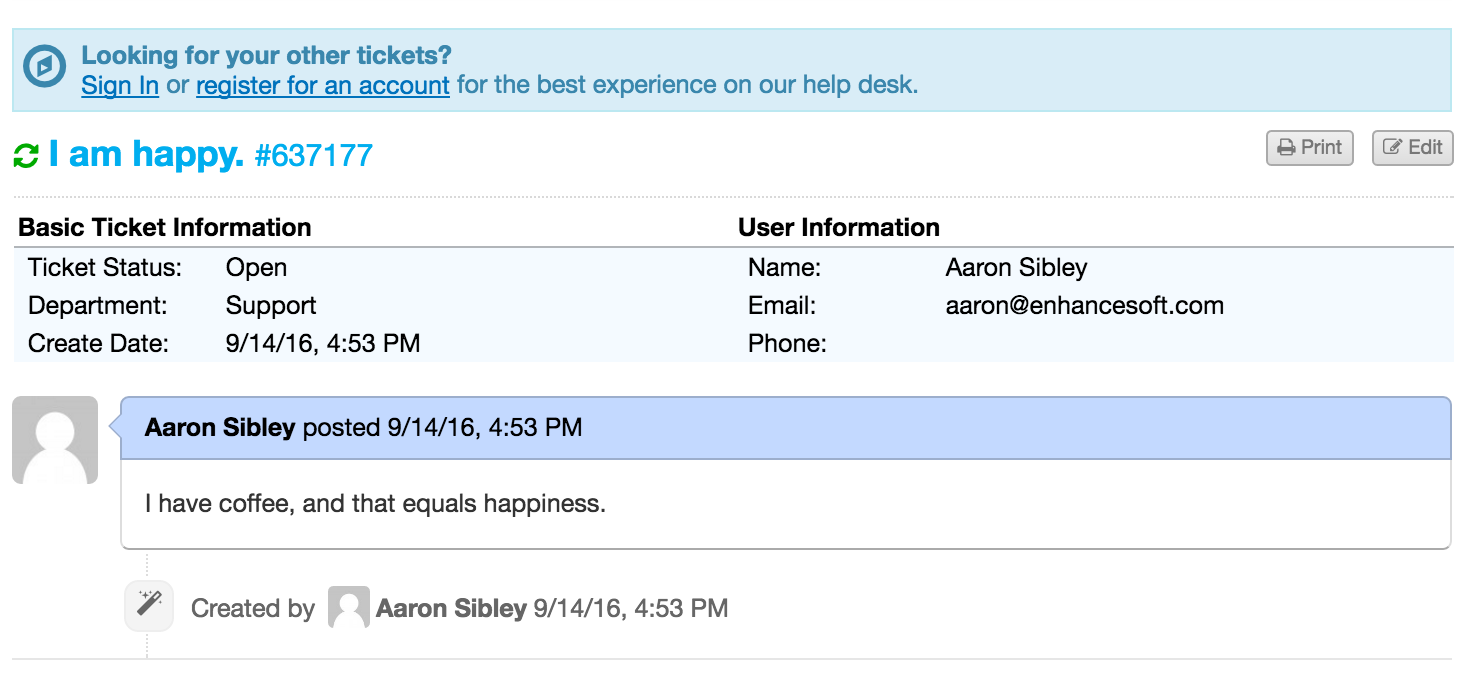 Looking for your other tickets?
Sign In or register for an account for the best experience on our help desk.
I am happy. #637177
Print
Edit
Basic Ticket Information
Ticket Status: Open
Department: Support
Create Date: 9/14/16, 4:53 PM
User Information
Name: Aaron Sibley
Email: aaron@enhancesoft.com
Phone:
Aaron Sibley posted 9/14/16, 4:53 PM
I have coffee, and that equals happiness.
Created by Aaron Sibley 9/14/16, 4:53 PM